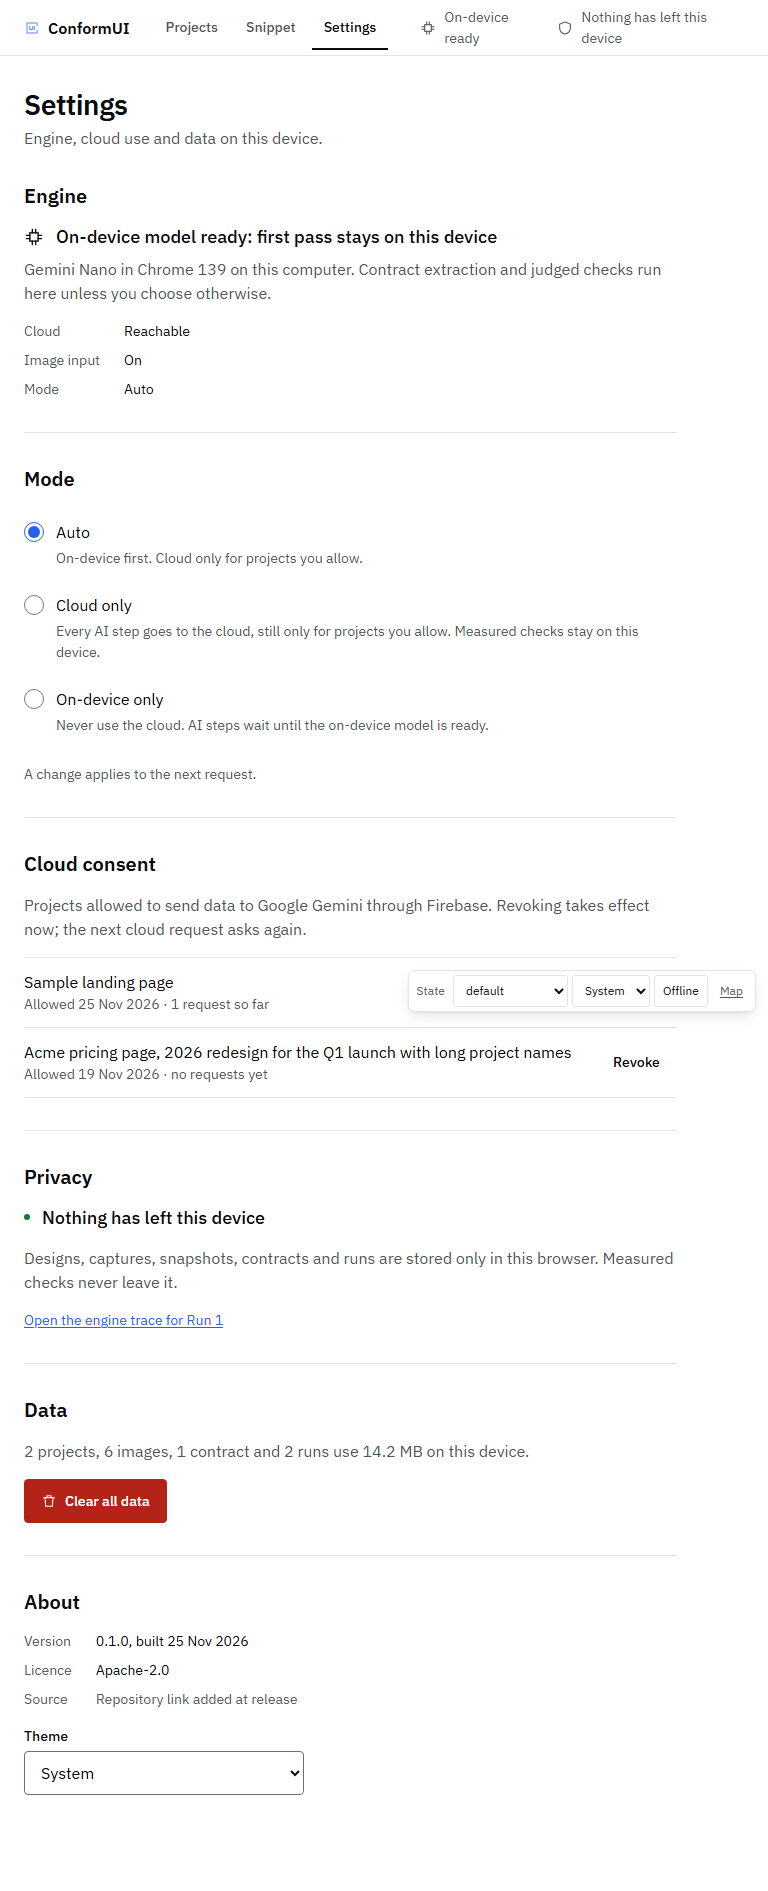 ConformUI Projects Snippet Settings On-device ready Nothing has left this device
Settings
Engine, cloud use and data on this device.
Engine
On-device model ready: first pass stays on this device
Gemini Nano in Chrome 139 on this computer. Contract extraction and judged checks run
here unless you choose otherwise.
Cloud Reachable
Image input On
Mode Auto
Mode
Auto
On-device first. Cloud only for projects you allow.
Cloud only
Every AI step goes to the cloud, still only for projects you allow. Measured checks stay on this
device.
On-device only
Never use the cloud. AI steps wait until the on-device model is ready.
A change applies to the next request.
Cloud consent
Projects allowed to send data to Google Gemini through Firebase. Revoking takes effect
now; the next cloud request asks again.
Sample landing page
Allowed 25 Nov 2026 · 1 request so far
State default System Offline Map
Acme pricing page, 2026 redesign for the Q1 launch with long project names
Allowed 19 Nov 2026 · no requests yet
Revoke
Privacy
Nothing has left this device
Designs, captures, snapshots, contracts and runs are stored only in this browser. Measured
checks never leave it.
Open the engine trace for Run 1
Data
2 projects, 6 images, 1 contract and 2 runs use 14.2 MB on this device.
Clear all data
About
Version 0.1.0, built 25 Nov 2026
Licence Apache-2.0
Source Repository link added at release
Theme
System